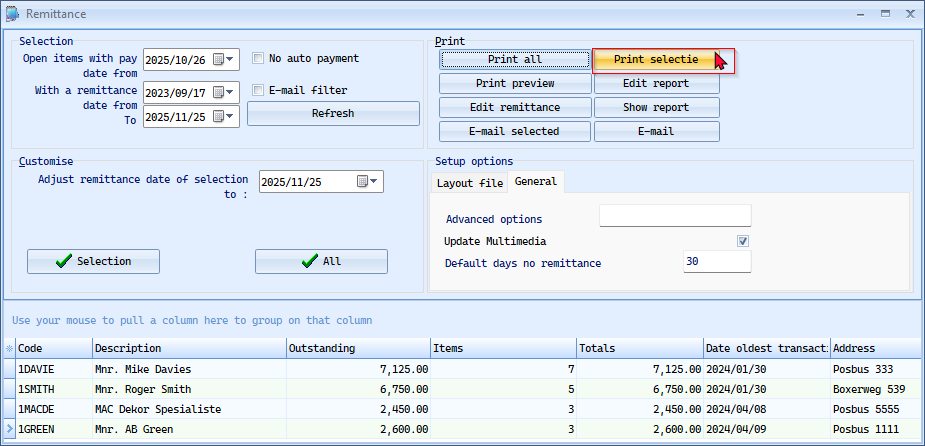 Remittance
Selection
Open items with pay date from
2025/10/26
No auto payment
With a remittance date from
2023/09/17
E-mail filter
To
2025/11/25
Refresh
Print
Print all
Print selectie
Print preview
Edit report
Edit remittance
Show report
E-mail selected
E-mail
Customise
Adjust remittance date of selection to :
2025/11/25
Selection
All
Setup options
Layout file
General
Advanced options
Update Multimedia
Default days no remittance
30
Use your mouse to pull a column here to group on that column
Code Description Outstanding Items Totals Date oldest transacti Address
1DAVIE Mnr. Mike Davies 7,125.00 7 7,125.00 2024/01/30 Posbus 333
1SMITH Mnr. Roger Smith 6,750.00 5 6,750.00 2024/01/30 Boxerweg 539
1MACDE MAC Dekor Spesialiste 2,450.00 3 2,450.00 2024/04/08 Posbus 5555
1GREEN Mnr. AB Green 2,600.00 3 2,600.00 2024/04/09 Posbus 1111